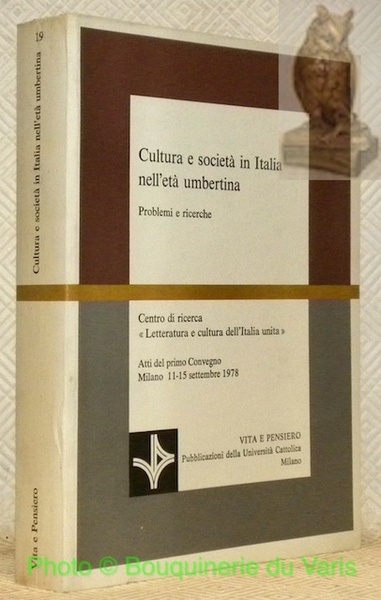 19
Cultura e società in Italia nell'età umbertina
Vita e Pensiero
Cultura e società in Italia
nell'età umbertina
Problemi e ricerche
Centro di ricerca
« Letteratura e cultura dell'Italia unita »
Atti del primo Convegno
Milano 11-15 settembre 1978
VITA E PENSIERO
Pubblicazioni della Università Cattolica
Milano
Photo © Bouquinerie du Varis